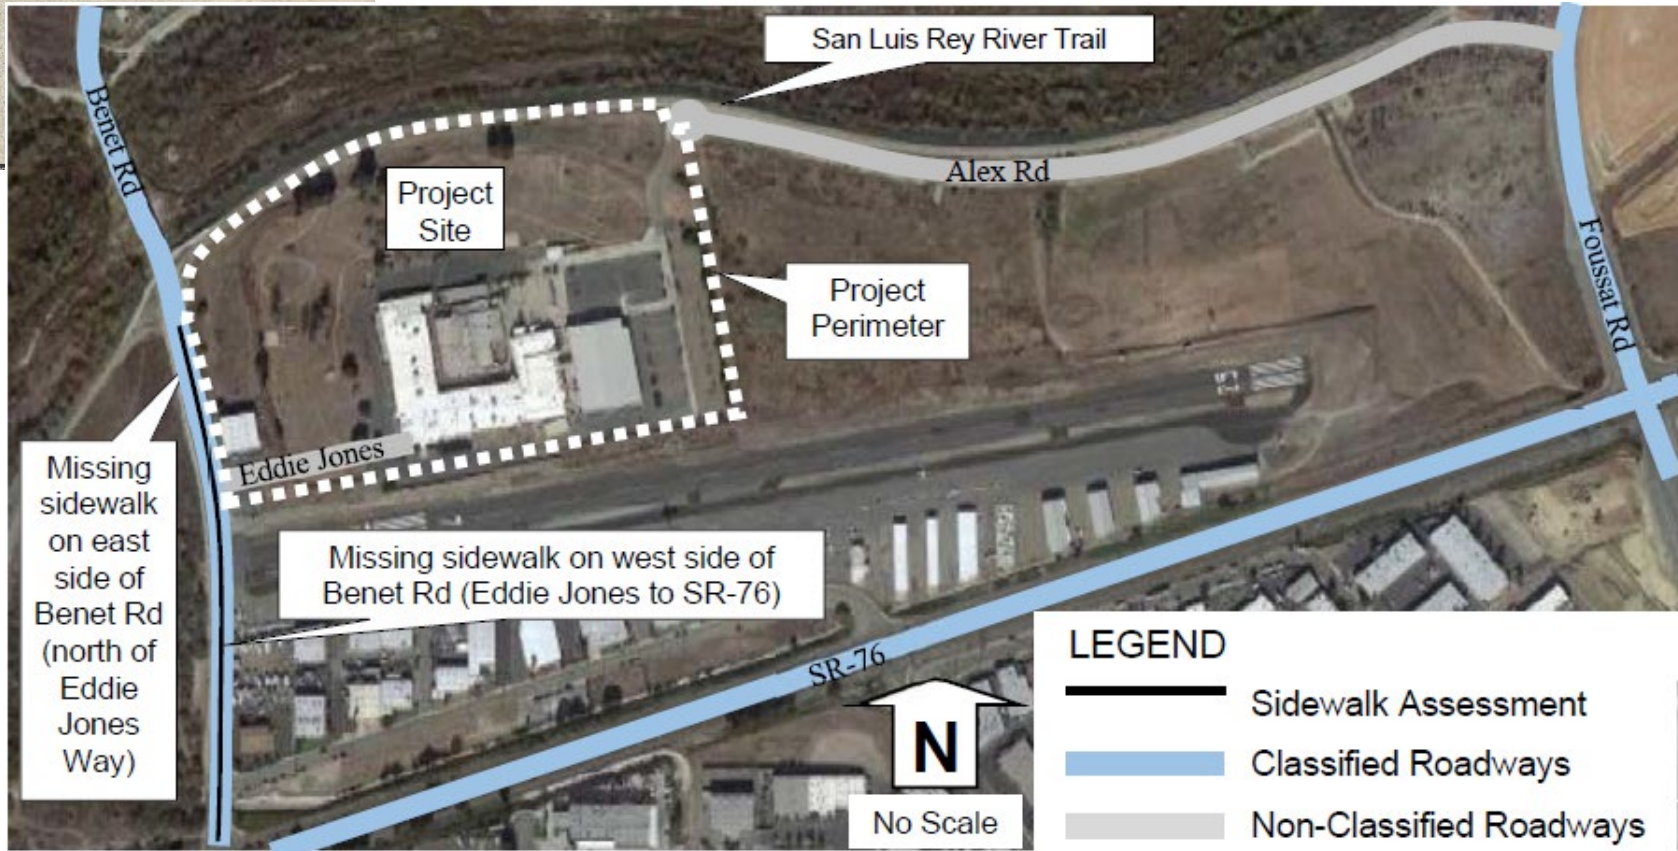 San Luis Rey River Trail
Benet Rd
Project
Site
Alex Rd
Foussat Rd
Project
Perimeter
Eddie Jones
Missing
sidewalk
on east
side of
Benet Rd
(north of
Eddie
Jones
Way)
Missing sidewalk on west side of
Benet Rd (Eddie Jones to SR-76)
SR-76
N
No Scale
LEGEND
Sidewalk Assessment
Classified Roadways
Non-Classified Roadways